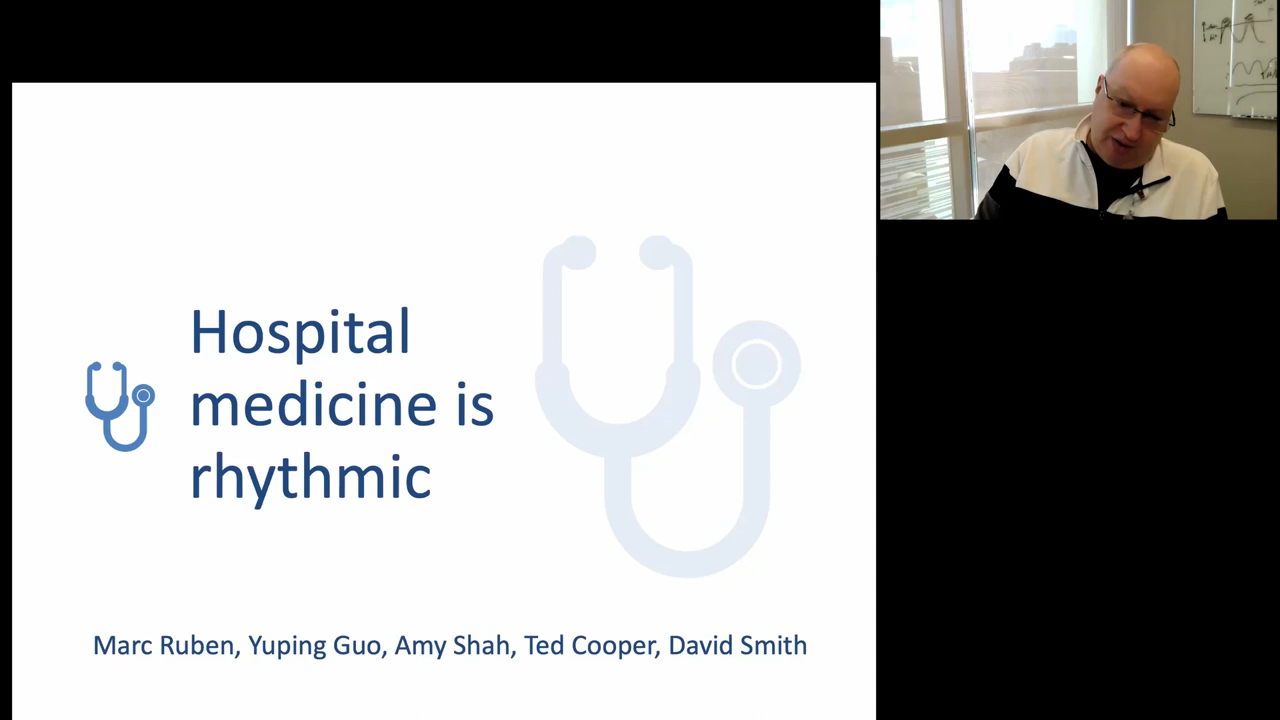 Hospital
medicine is
rhythmic
Marc Ruben, Yuping Guo, Amy Shah, Ted Cooper, David Smith